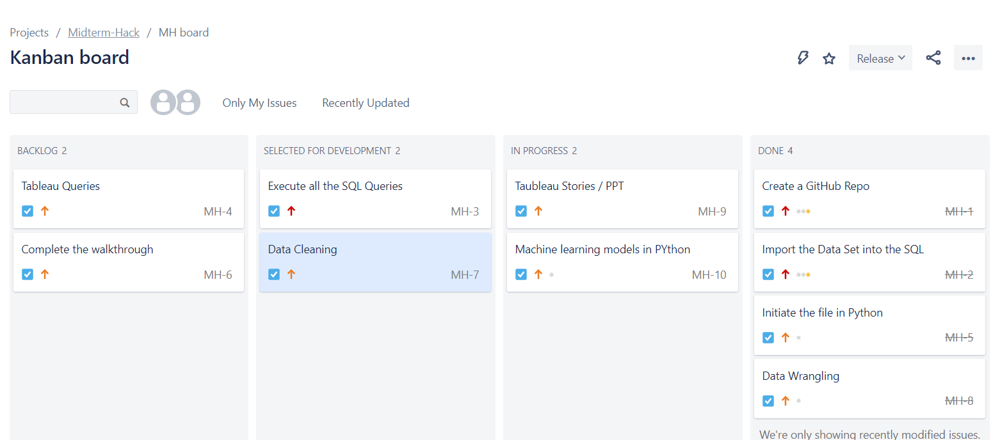 Projects / Midterm-Hack / MH board
Kanban board
Release
Only My Issues
Recently Updated
BACKLOG 2
Tableau Queries
MH-4
Complete the walkthrough
MH-6
SELECTED FOR DEVELOPMENT 2
Execute all the SQL Queries
MH-3
Data Cleaning
MH-7
IN PROGRESS 2
Taubleau Stories / PPT
MH-9
Machine learning models in PYthon
MH-10
DONE 4
Create a GitHub Repo
MH-1
Import the Data Set into the SQL
MH-2
Initiate the file in Python
MH-5
Data Wrangling
MH-8
We're only showing recently modified issues.